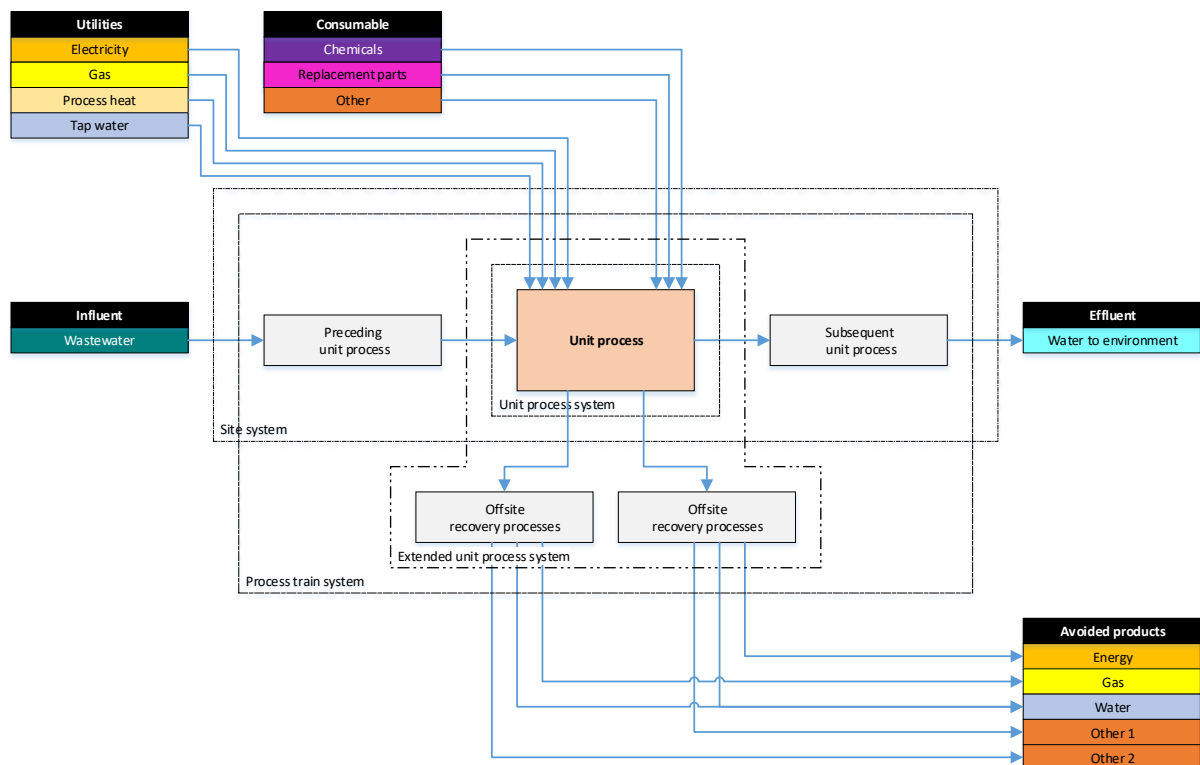 Utilities
Electricity
Gas
Process heat
Tap water
Consumable
Chemicals
Replacement parts
Other
Influent
Wastewater
Preceding
unit process
Unit process
Subsequent
unit process
Effluent
Water to environment
Unit process system
Site system
Offsite
recovery processes
Offsite
recovery processes
Extended unit process system
Process train system
Avoided products
Energy
Gas
Water
Other 1
Other 2